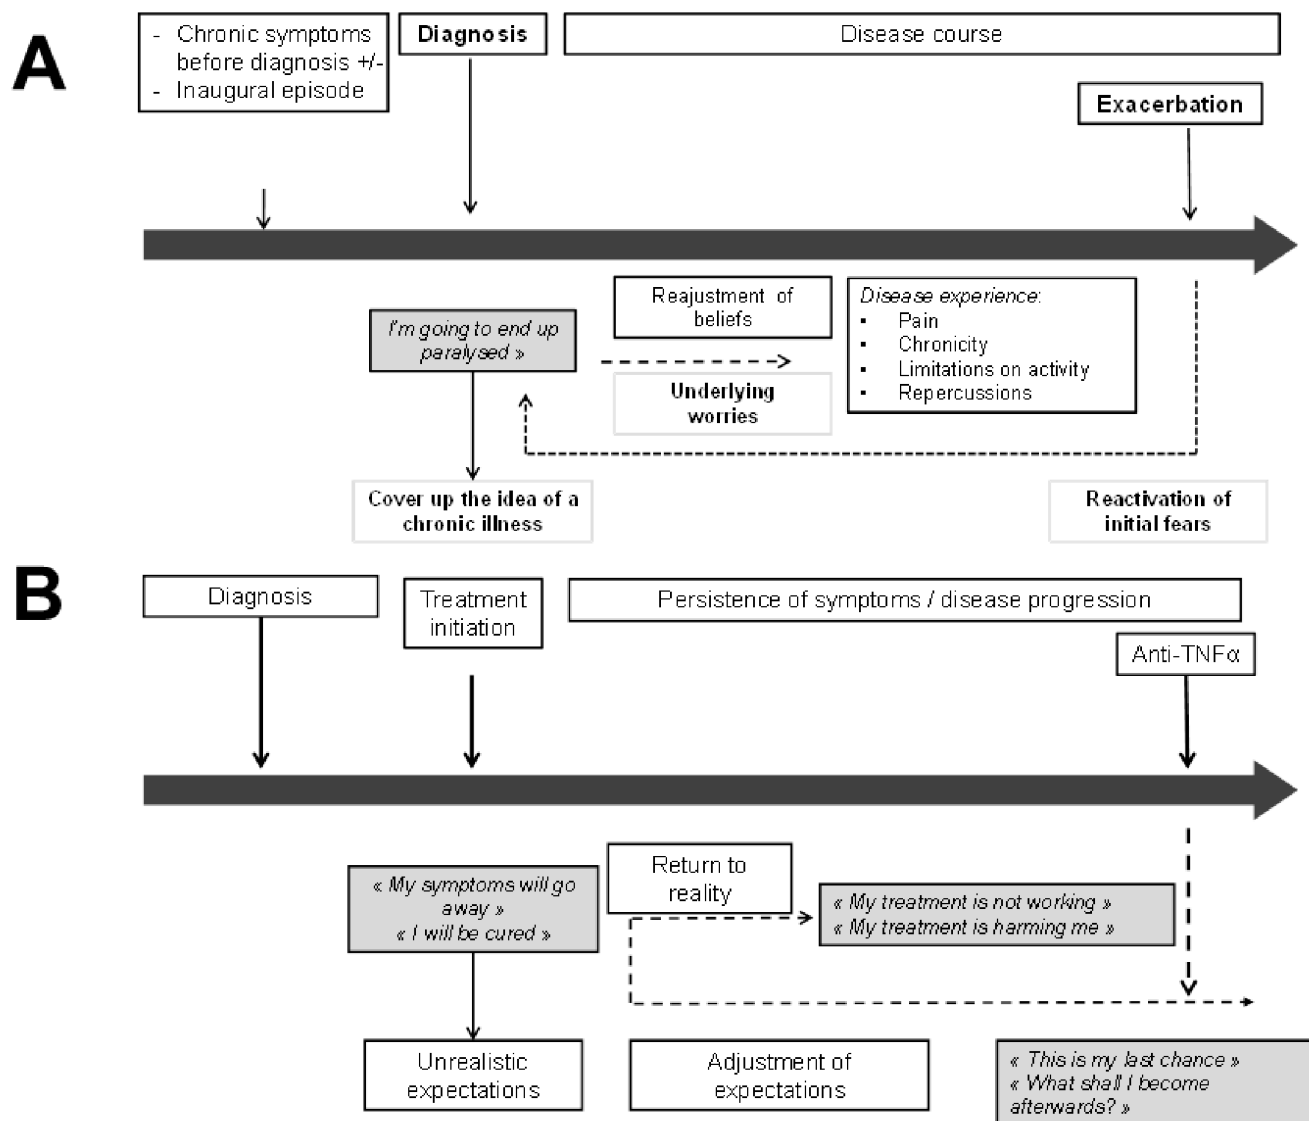 A
- Chronic symptoms
before diagnosis +/-
- Inaugural episode
Diagnosis
Disease course
Exacerbation
I'm going to end up
paralysed »
Reajustment of
beliefs
Underlying
worries
Disease experience:
▪ Pain
▪ Chronicity
▪ Limitations on activity
▪ Repercussions
Cover up the idea of a
chronic illness
Reactivation of
initial fears
B
Diagnosis
Treatment
initiation
Persistence of symptoms / disease progression
Anti-TNFα
« My symptoms will go
away »
« I will be cured »
Return to
reality
« My treatment is not working »
« My treatment is harming me »
Unrealistic
expectations
Adjustment of
expectations
« This is my last chance »
« What shall I become
afterwards? »